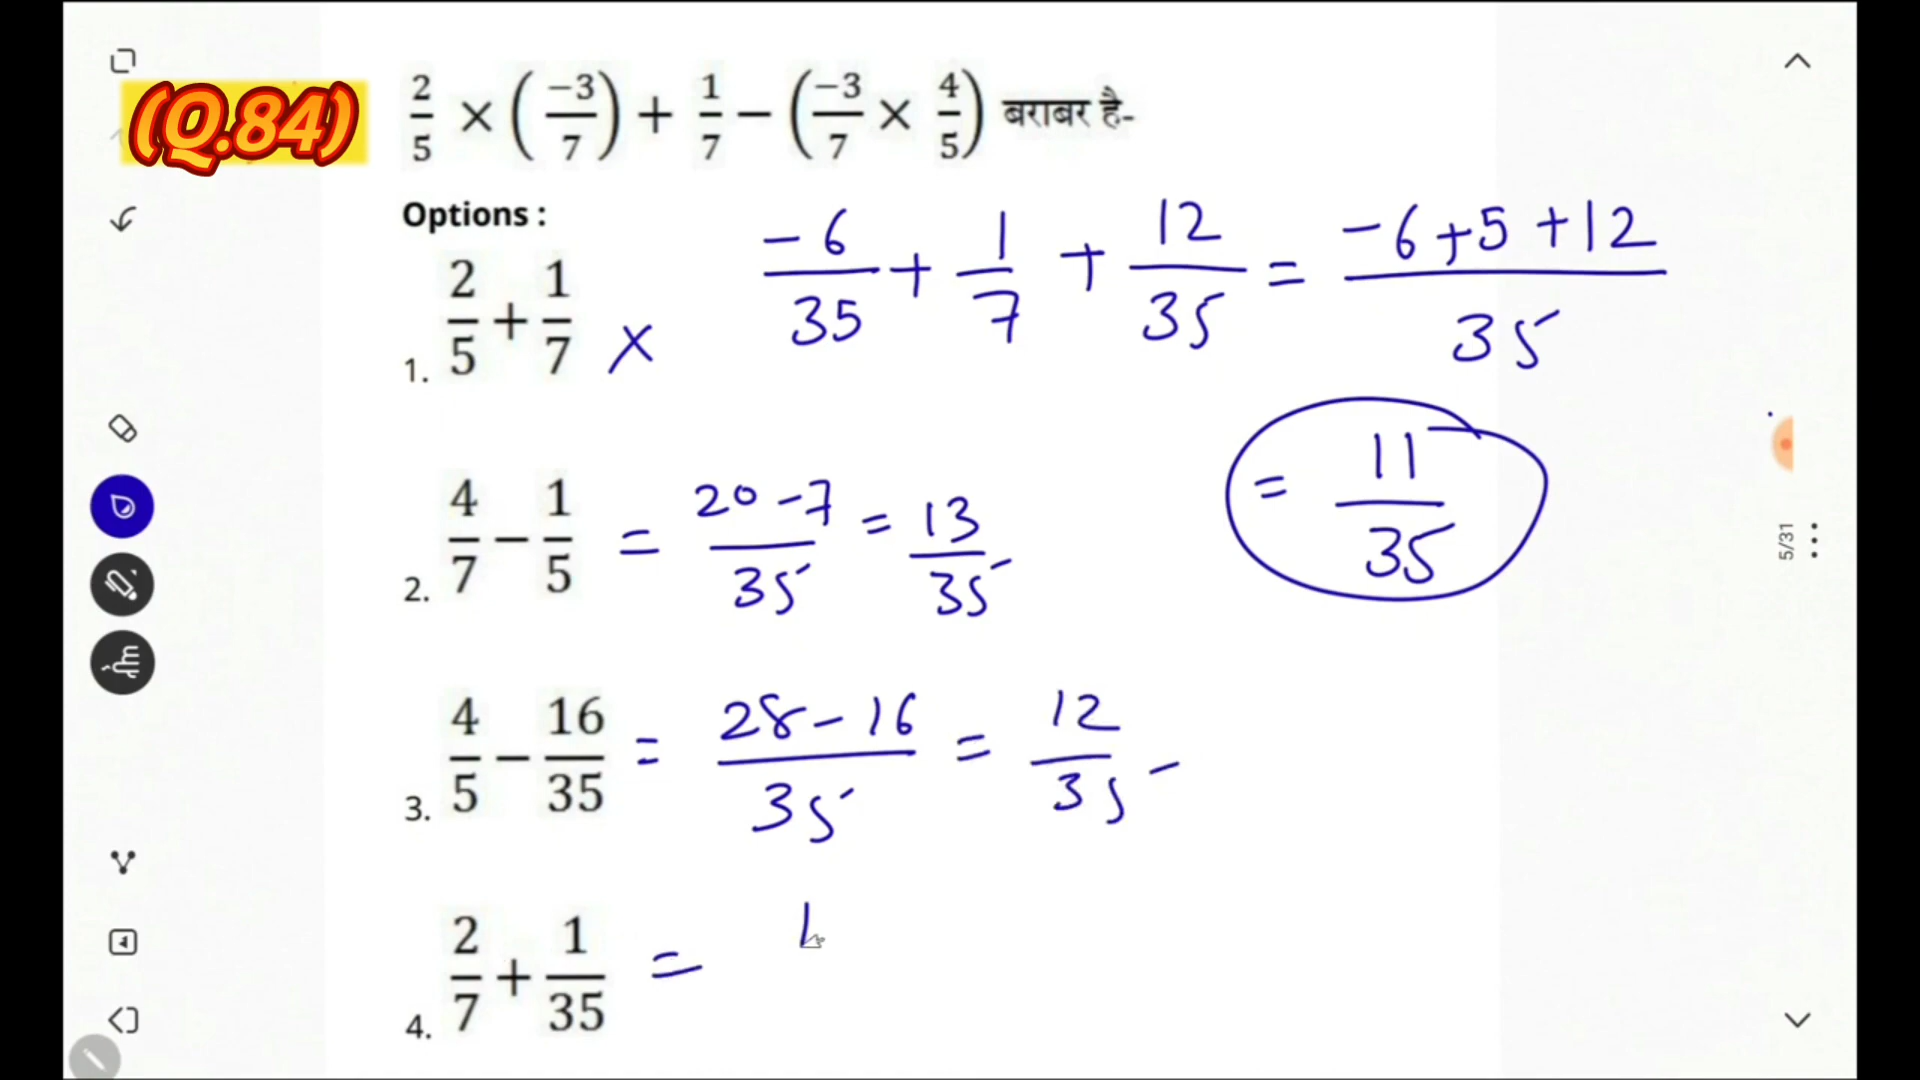 (Q.84) 2/5 × (−3/7) + 1/7 − (−3/7 × 4/5) बराबर है-
Options :
-6/35 + 1/7 + 12/35 = -6+5+12/35
1. 2/5 + 1/7 ×
= 11/35
2. 4/7 − 1/5 = 20-7/35 = 13/35
3. 4/5 − 16/35 = 28-16/35 = 12/35
4. 2/7 + 1/35 = 1
5/31